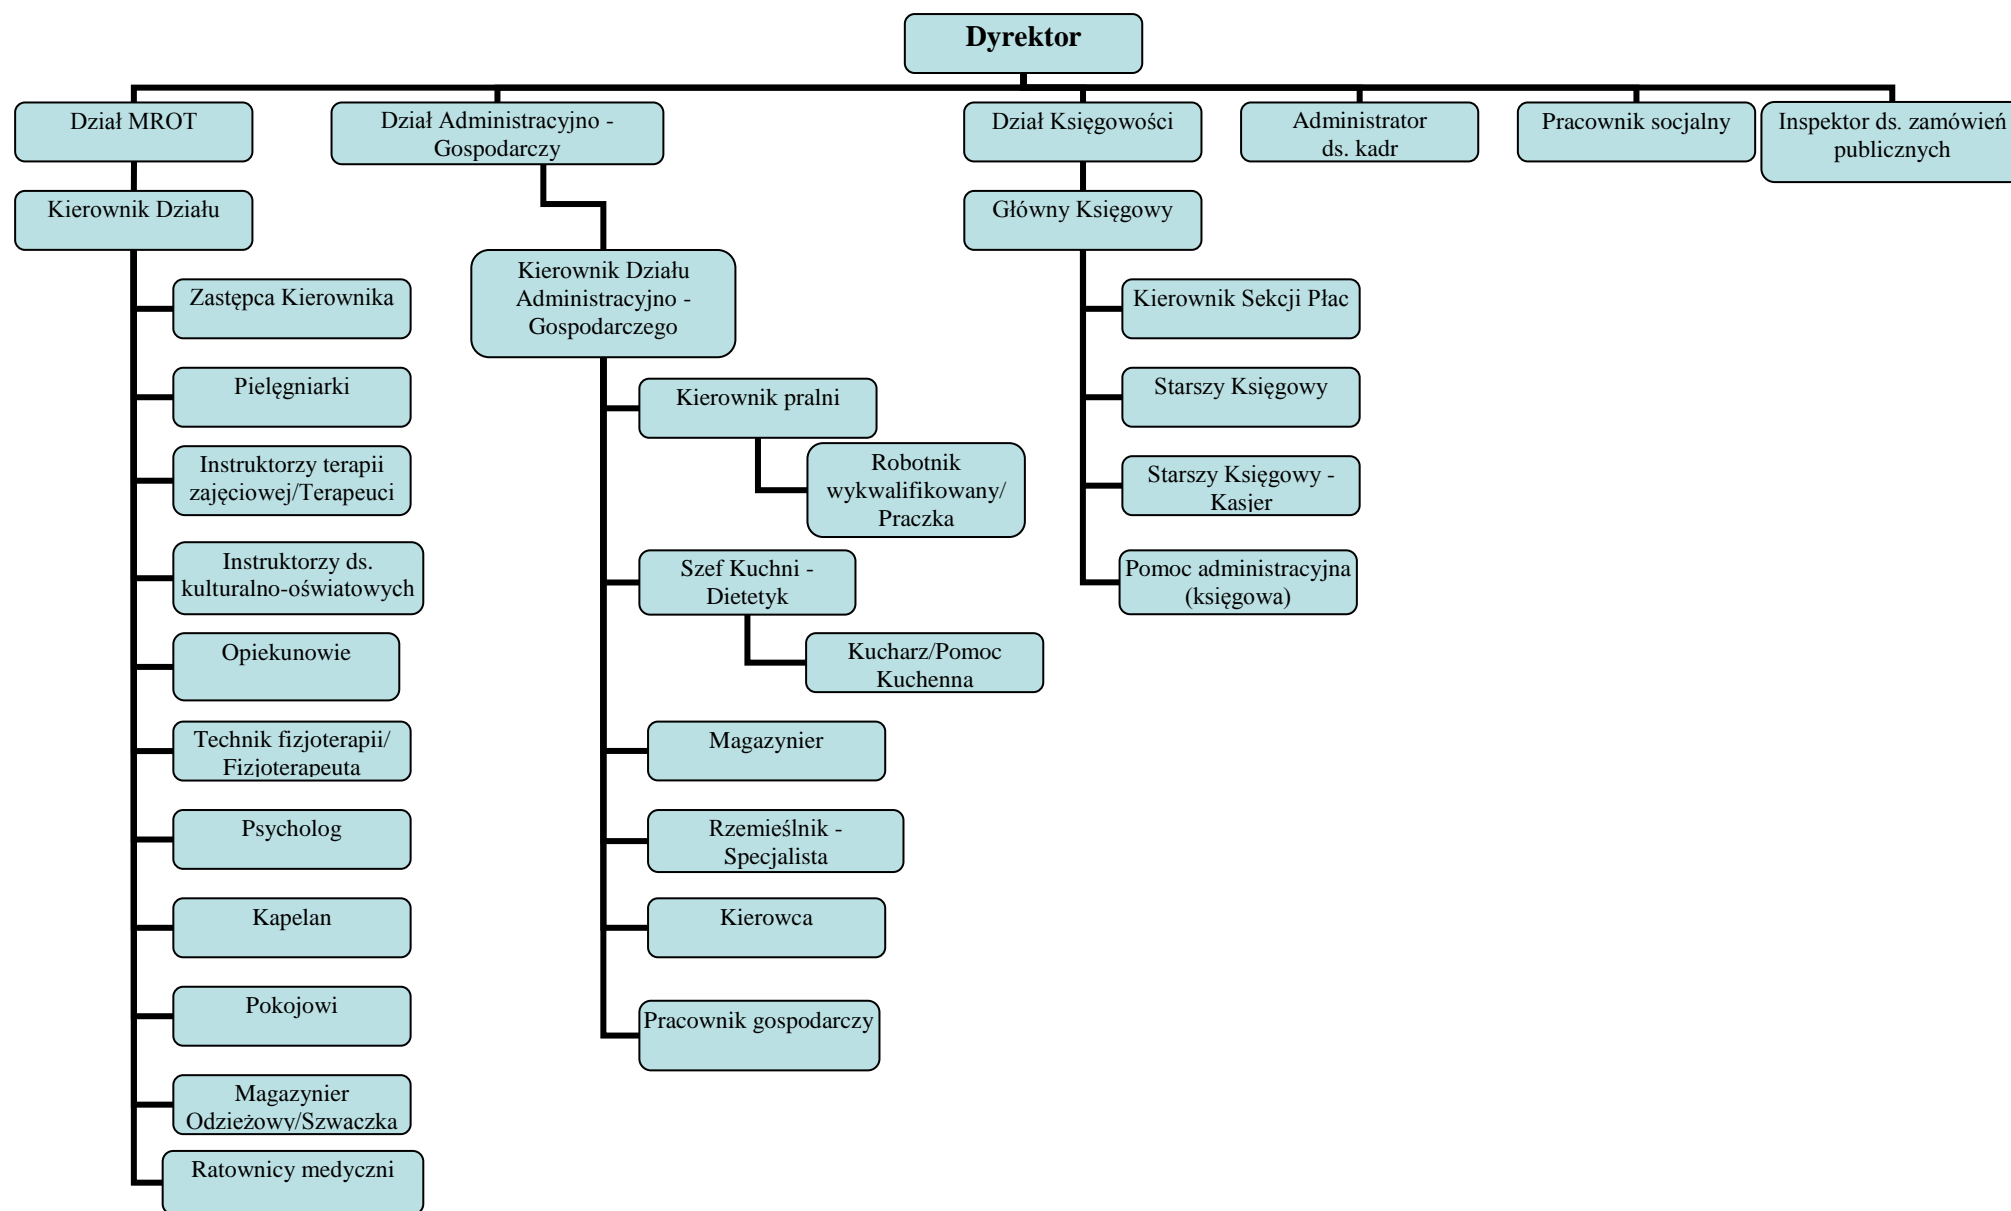 Dyrektor
Dział MROT
Dział Administracyjno -
Gospodarczy
Dział Księgowości
Administrator
ds. kadr
Pracownik socjalny
Inspektor ds. zamówień
publicznych
Kierownik Działu
Zastępca Kierownika
Pielęgniarki
Instruktorzy terapii
zajęciowej/Terapeuci
Instruktorzy ds.
kulturalno-oświatowych
Opiekunowie
Technik fizjoterapii/
Fizjoterapeuta
Psycholog
Kapelan
Pokojowi
Magazynier
Odzieżowy/Szwaczka
Ratownicy medyczni
Kierownik Działu
Administracyjno -
Gospodarczego
Kierownik pralni
Robotnik
wykwalifikowany/
Praczka
Szef Kuchni -
Dietetyk
Kucharz/Pomoc
Kuchenna
Magazynier
Rzemieślnik -
Specjalista
Kierowca
Pracownik gospodarczy
Główny Księgowy
Kierownik Sekcji Płac
Starszy Księgowy
Starszy Księgowy -
Kasjer
Pomoc administracyjna
(księgowa)